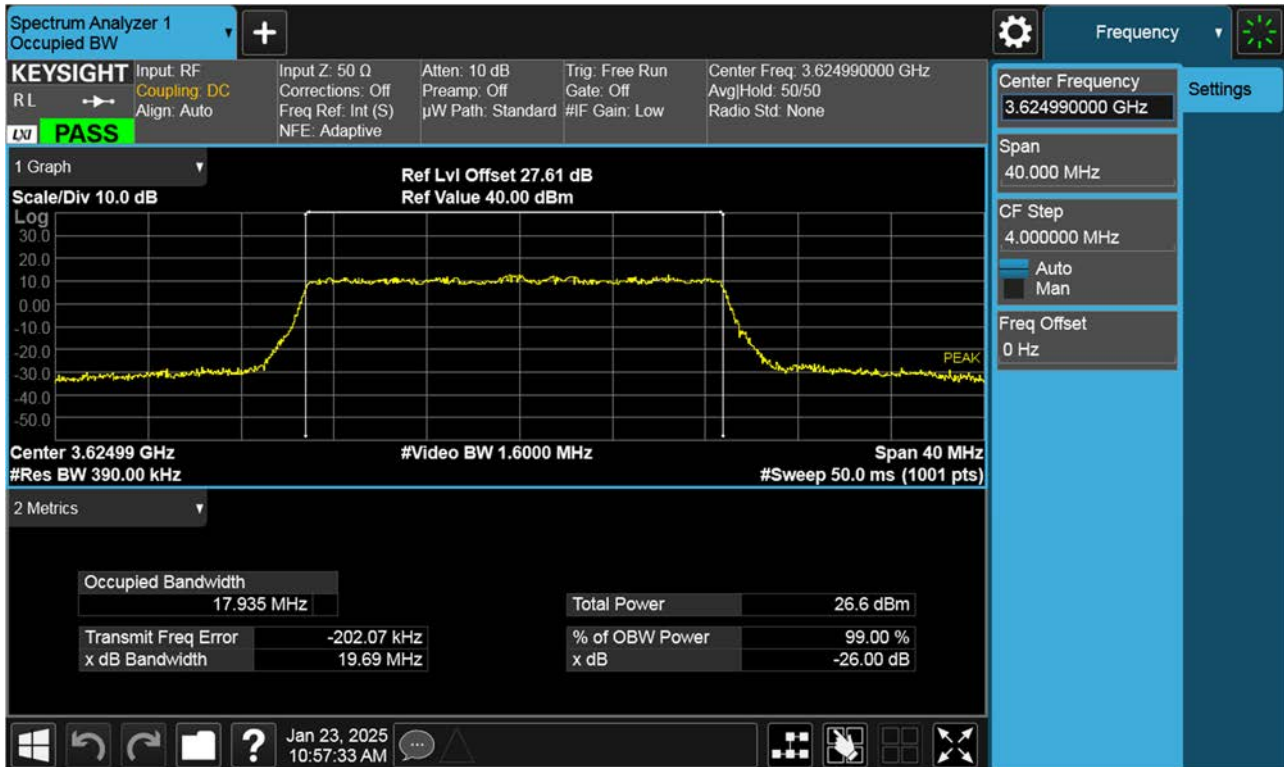 Spectrum Analyzer 1
Occupied BW
Frequency
KEYSIGHT
RL
LXI
PASS
Input: RF
Coupling: DC
Align: Auto
Input Z: 50 Ω
Corrections: Off
Freq Ref: Int (S)
NFE: Adaptive
Atten: 10 dB
Preamp: Off
µW Path: Standard
Trig: Free Run
Gate: Off
#IF Gain: Low
Center Freq: 3.624990000 GHz
Avg|Hold: 50/50
Radio Std: None
Center Frequency
3.624990000 GHz
Settings
Span
40.000 MHz
CF Step
4.000000 MHz
Auto
Man
Freq Offset
0 Hz
1 Graph
Ref Lvl Offset 27.61 dB
Scale/Div 10.0 dB
Ref Value 40.00 dBm
Log
30.0
20.0
10.0
0.00
-10.0
-20.0
-30.0
-40.0
-50.0
PEAK
Center 3.62499 GHz
#Video BW 1.6000 MHz
Span 40 MHz
#Res BW 390.00 kHz
#Sweep 50.0 ms (1001 pts)
2 Metrics
Occupied Bandwidth
17.935 MHz
Total Power 26.6 dBm
Transmit Freq Error -202.07 kHz
% of OBW Power 99.00 %
x dB Bandwidth 19.69 MHz
x dB -26.00 dB
?
Jan 23, 2025
10:57:33 AM